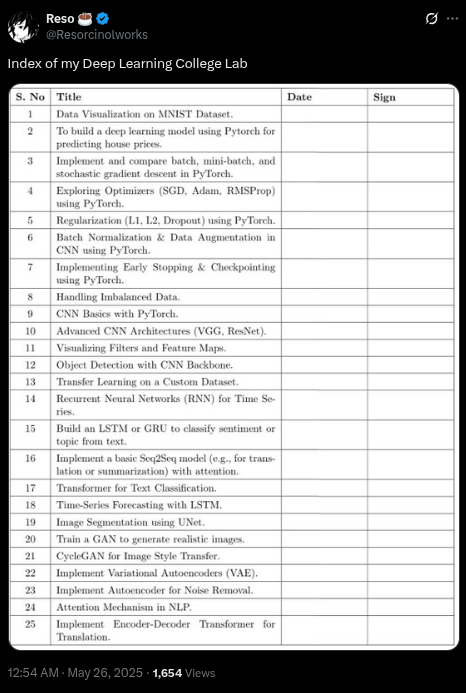 Reso ☕
@Resorcinolworks
Index of my Deep Learning College Lab
S. No Title Date Sign
1 Data Visualization on MNIST Dataset.
2 To build a deep learning model using Pytorch for
predicting house prices.
3 Implement and compare batch, mini-batch, and
stochastic gradient descent in PyTorch.
4 Exploring Optimizers (SGD, Adam, RMSProp)
using PyTorch.
5 Regularization (L1, L2, Dropout) using PyTorch.
6 Batch Normalization & Data Augmentation in
CNN using PyTorch.
7 Implementing Early Stopping & Checkpointing
using PyTorch.
8 Handling Imbalanced Data.
9 CNN Basics with PyTorch.
10 Advanced CNN Architectures (VGG, ResNet).
11 Visualizing Filters and Feature Maps.
12 Object Detection with CNN Backbone.
13 Transfer Learning on a Custom Dataset.
14 Recurrent Neural Networks (RNN) for Time Se-
ries.
15 Build an LSTM or GRU to classify sentiment or
topic from text.
16 Implement a basic Seq2Seq model (e.g., for trans-
lation or summarization) with attention.
17 Transformer for Text Classification.
18 Time-Series Forecasting with LSTM.
19 Image Segmentation using UNet.
20 Train a GAN to generate realistic images.
21 CycleGAN for Image Style Transfer.
22 Implement Variational Autoencoders (VAE).
23 Implement Autoencoder for Noise Removal.
24 Attention Mechanism in NLP.
25 Implement Encoder-Decoder Transformer for
Translation.
12:54 AM · May 26, 2025 · 1,654 Views